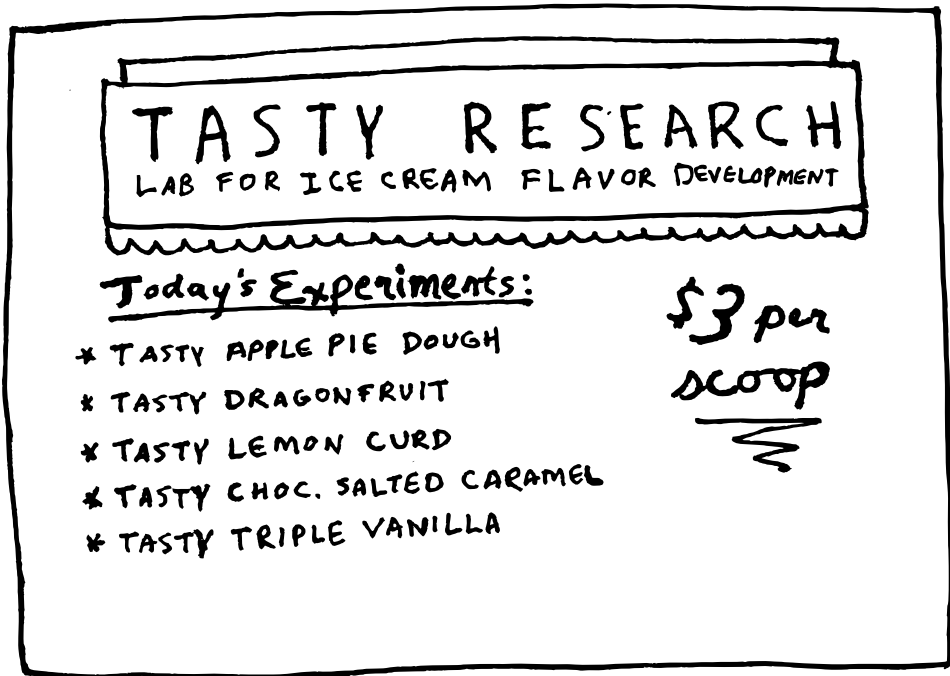 TASTY RESEARCH
LAB FOR ICE CREAM FLAVOR DEVELOPMENT
Today's Experiments:
* TASTY APPLE PIE DOUGH
* TASTY DRAGONFRUIT
* TASTY LEMON CURD
* TASTY CHOC. SALTED CARAMEL
* TASTY TRIPLE VANILLA
$3 per
scoop